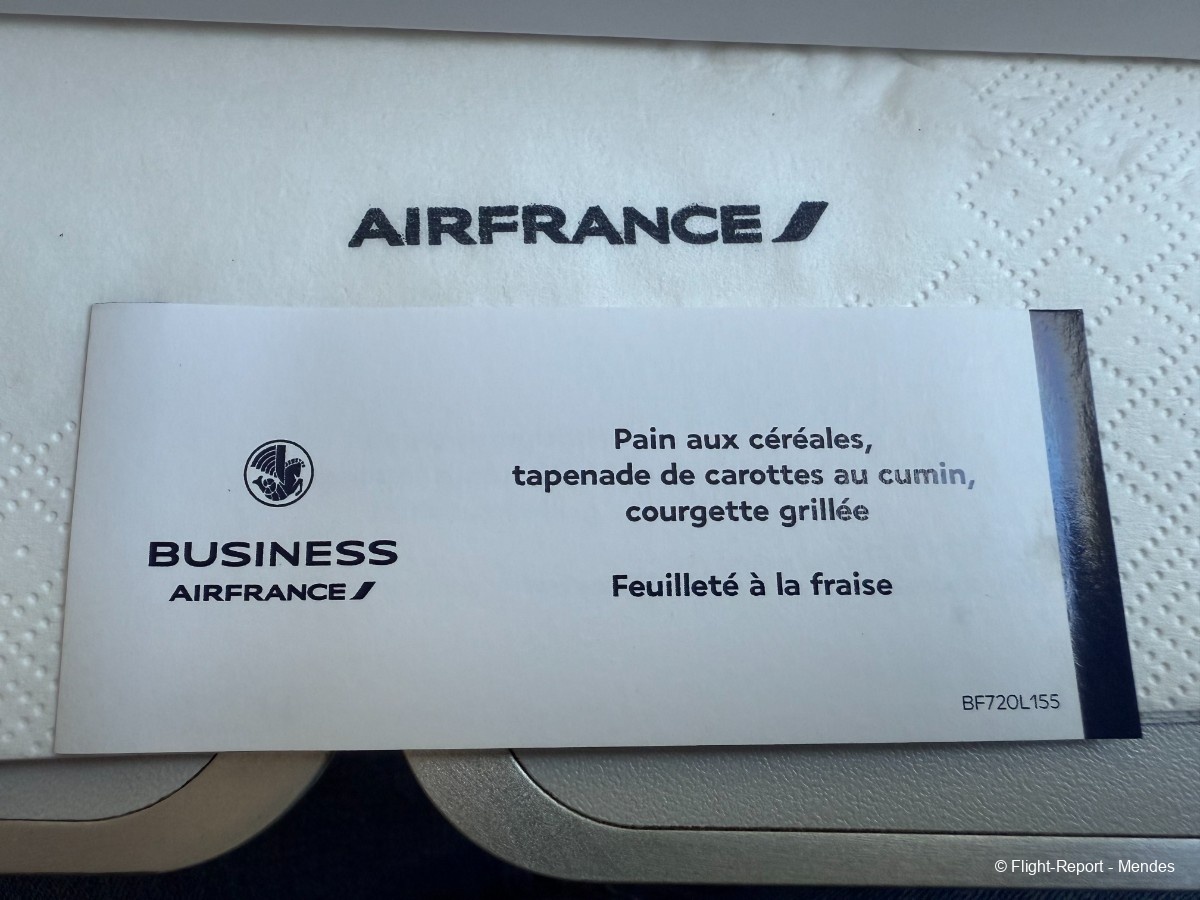 AIRFRANCE
Pain aux céréales,
tapenade de carottes au cumin,
courgette grillée
Feuilleté à la fraise
BUSINESS
AIRFRANCE
BF720L155
© Flight-Report - Mendes